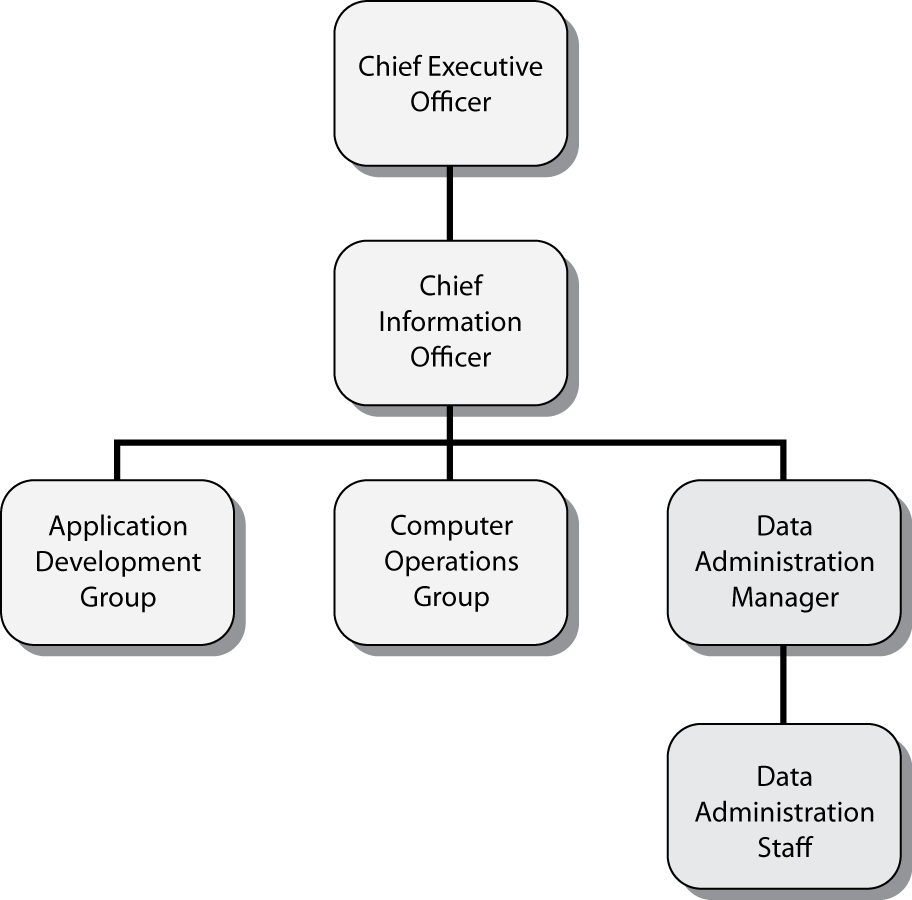 Chief Executive
Officer
Chief
Information
Officer
Application
Development
Group
Computer
Operations
Group
Data
Administration
Manager
Data
Administration
Staff